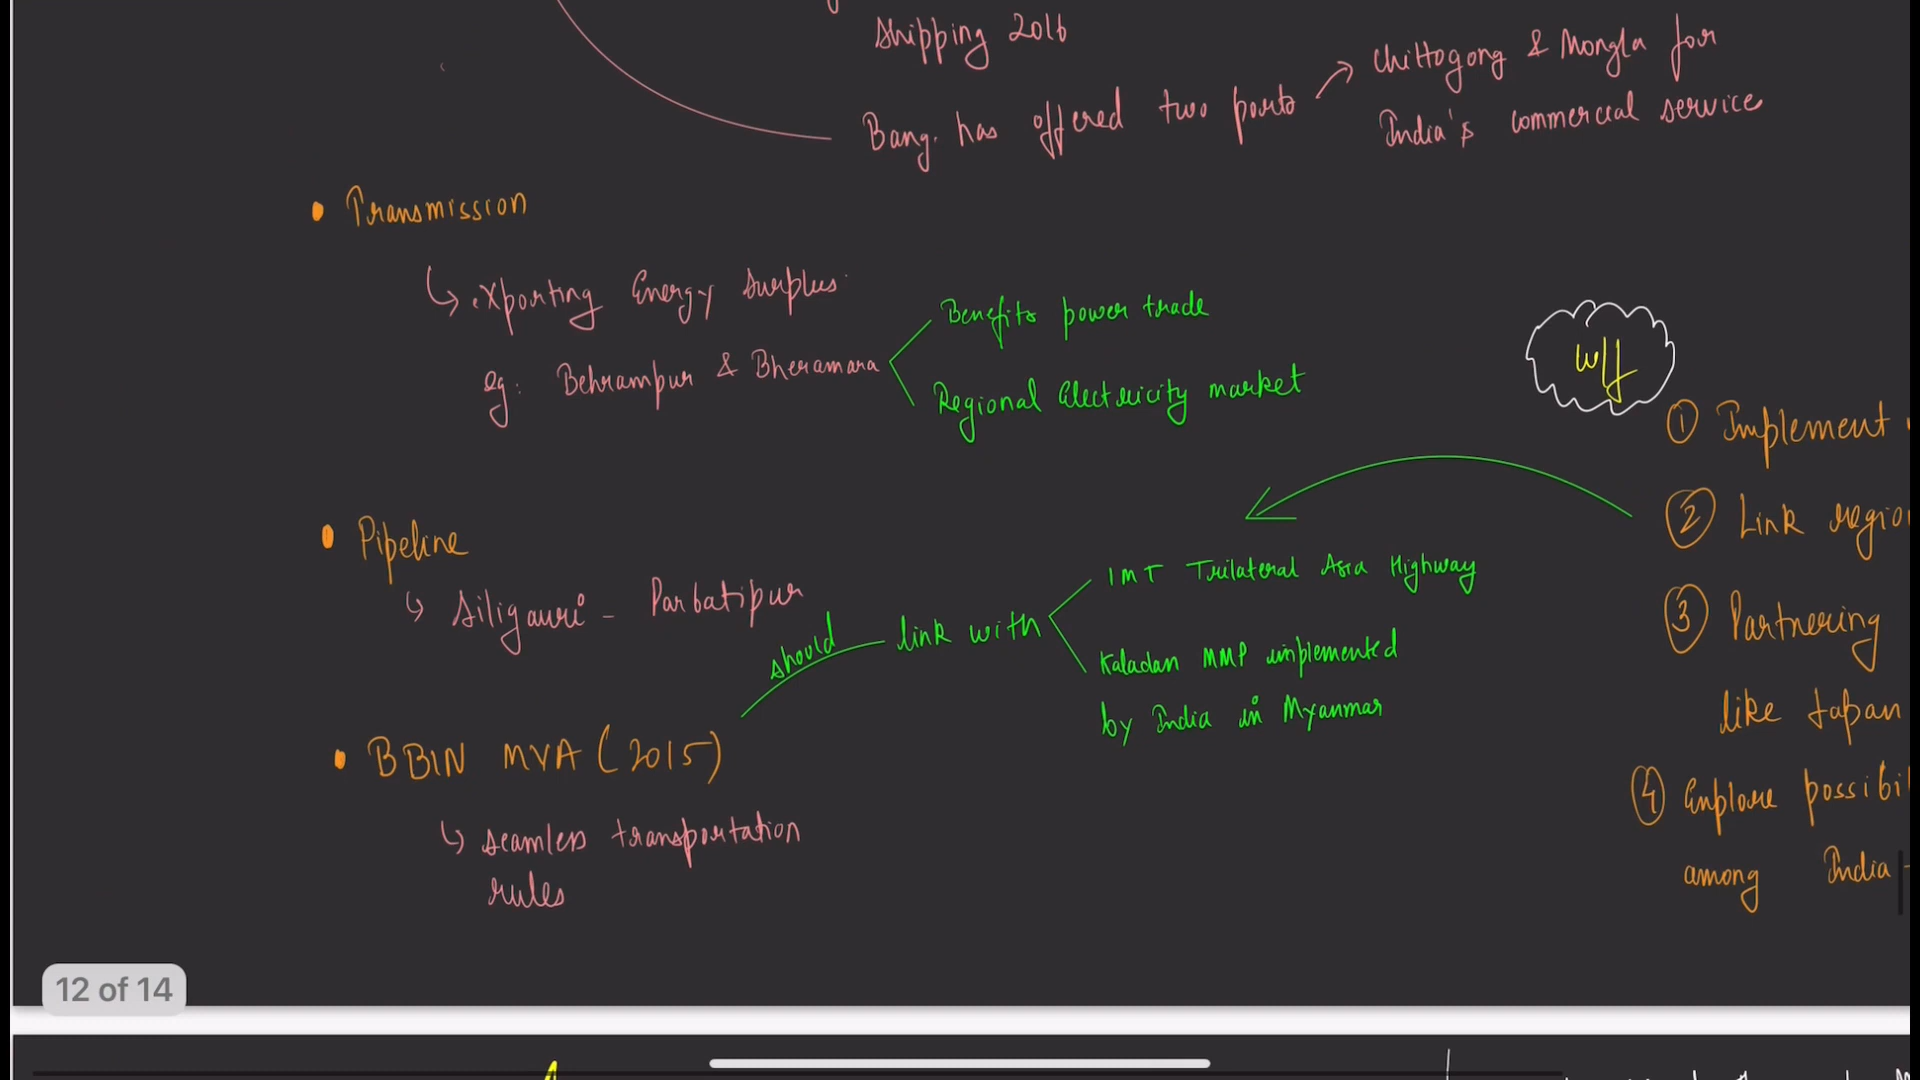 Shipping 2016
Bang. has offered two ports → Chittogong & Mongla for
India's commercial service
• Transmission
↳ exporting Energy surplus
eg: Behrampur & Bheramara
Benefits power trade
Regional Electricity market
• Pipeline
↳ Siligauri - Parbatipur
• BBIN MVA (2015)
↳ seamless transportation
rules
should link with
IMT Trilateral Asia Highway
Kaladan MMP implemented
by India in Myanmar
① Implement
② Link regio
③ Partnering
like Japan
④ Explore possibi
among India -
12 of 14